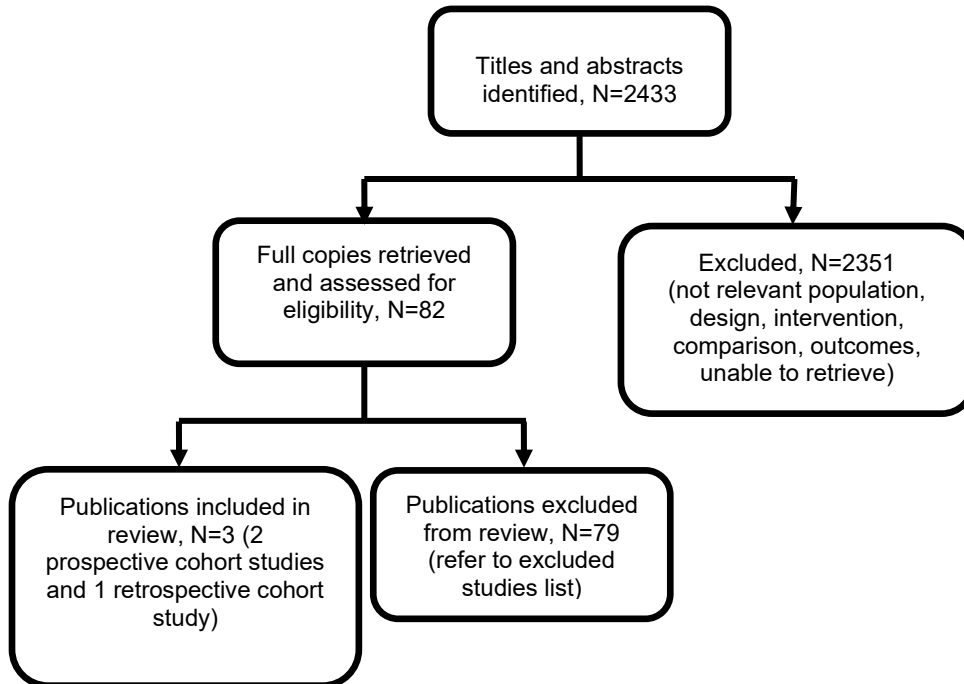 Titles and abstracts
identified, N=2433
Full copies retrieved
and assessed for
eligibility, N=82
Excluded, N=2351
(not relevant population,
design, intervention,
comparison, outcomes,
unable to retrieve)
Publications included in
review, N=3 (2
prospective cohort studies
and 1 retrospective cohort
study)
Publications excluded
from review, N=79
(refer to excluded
studies list)